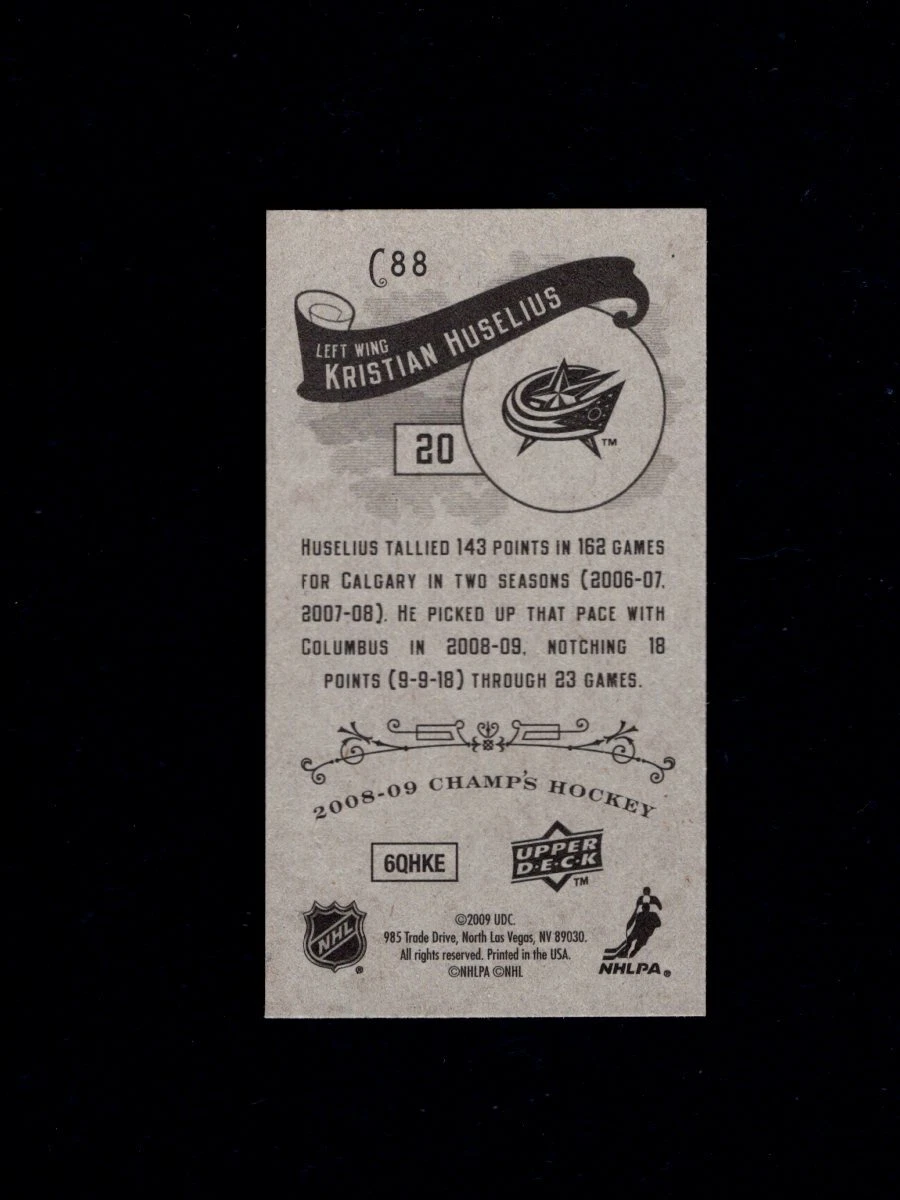 C88
LEFT WING
KRISTIAN HUSELIUS
20
TM
HUSELIUS TALLIED 143 POINTS IN 162 GAMES
FOR CALGARY IN TWO SEASONS (2006-07,
2007-08). HE PICKED UP THAT PACE WITH
COLUMBUS IN 2008-09, NOTCHING 18
POINTS (9-9-18) THROUGH 23 GAMES.
2008-09 CHAMP'S HOCKEY
6QHKE
UPPER
D·E·C·K
TM
NHL
®
©2009 UDC.
985 Trade Drive, North Las Vegas, NV 89030.
All rights reserved. Printed in the USA.
©NHLPA ©NHL
NHLPA®